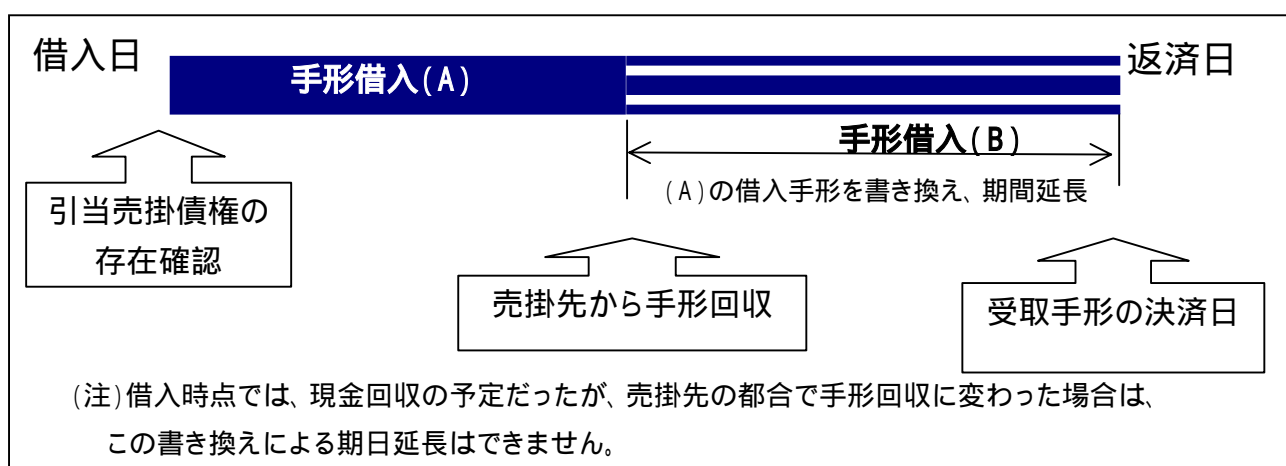 借入日
返済日
手形借入(A)
手形借入(B)
(A)の借入手形を書き換え、期間延長
引当売掛債権の
存在確認
売掛先から手形回収
受取手形の決済日
(注)借入時点では、現金回収の予定だったが、売掛先の都合で手形回収に変わった場合は、
この書き換えによる期日延長はできません。